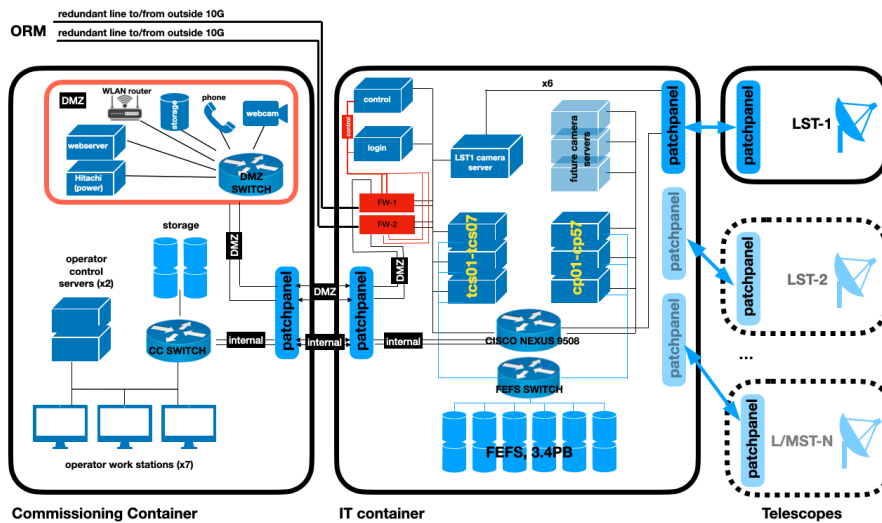 redundant line to/from outside 10G
ORM
redundant line to/from outside 10G
DMZ
WLAN router
storage
phone
webcam
webserver
Hitachi
(power)
DMZ
SWITCH
storage
DMZ
operator
control
servers (x2)
CC SWITCH
internal
patchpanel
DMZ
internal
patchpanel
internal
operator work stations (x7)
Commissioning Container
control
control
login
FW-1
FW-2
DMZ
x6
LST1 camera
server
future camera
servers
tcs01-tcs07
cp01-cp57
CISCO NEXUS 9508
FEFS SWITCH
FEFS, 3.4PB
IT container
patchpanel
patchpanel
patchpanel
patchpanel
LST-1
patchpanel
LST-2
...
patchpanel
L/MST-N
Telescopes